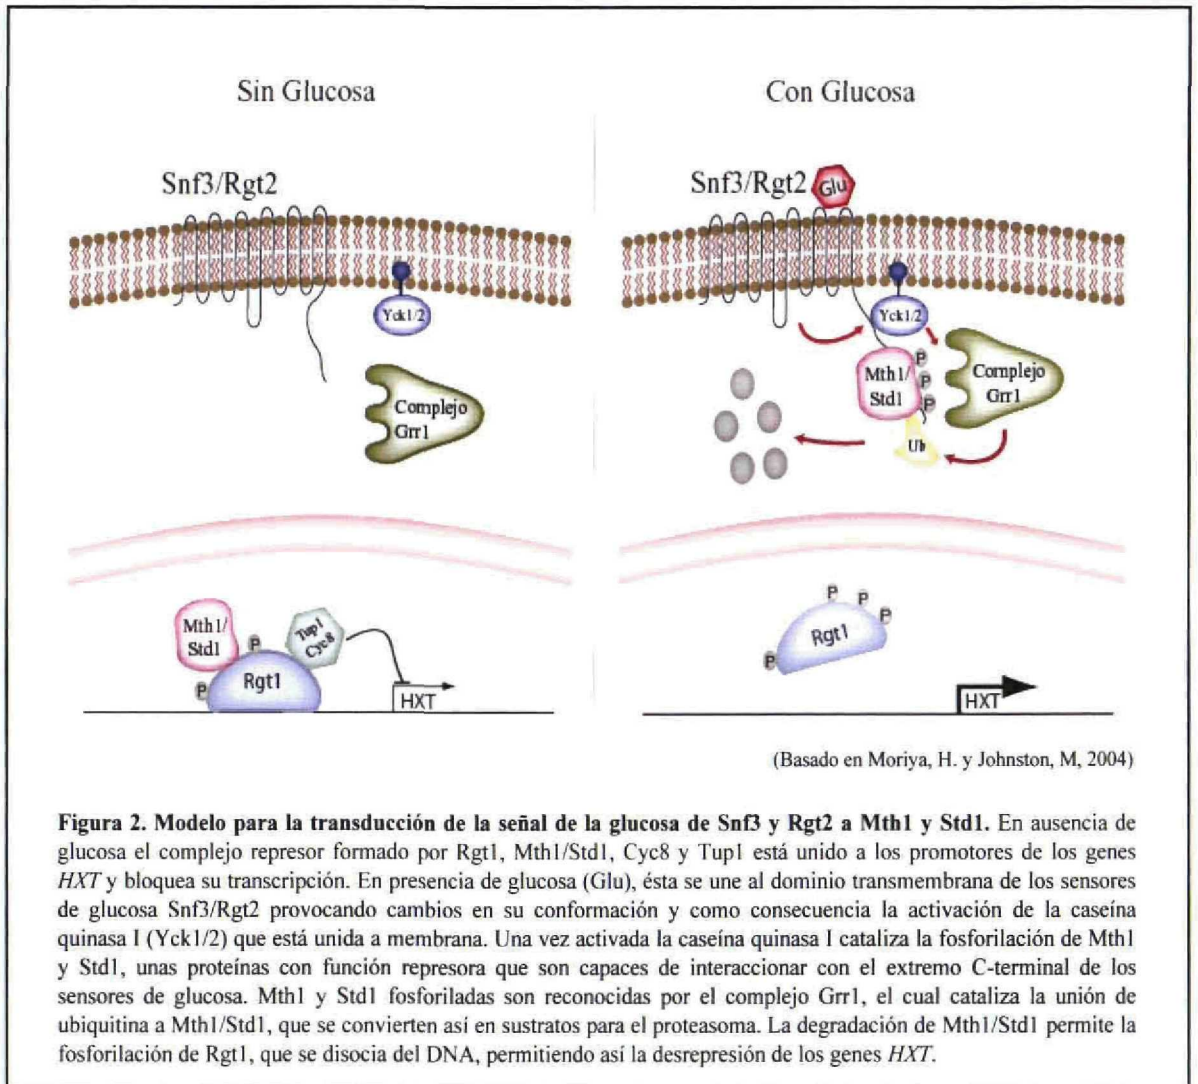 Sin Glucosa
Con Glucosa
Snf3/Rgt2
Snf3/Rgt2
Glu
Yck1/2
Yck1/2
Complejo
Grr1
Mth1/
Std1
P
P
P
Complejo
Grr1
Ub
Mth1/
Std1
P
Tup1
Cyc8
P
Rgt1
HXT
P
P
P
P
Rgt1
HXT
(Basado en Moriya, H. y Johnston, M, 2004)
Figura 2. Modelo para la transducción de la señal de la glucosa de Snf3 y Rgt2 a Mth1 y Std1. En ausencia de
glucosa el complejo represor formado por Rgt1, Mth1/Std1, Cyc8 y Tup1 está unido a los promotores de los genes
HXT y bloquea su transcripción. En presencia de glucosa (Glu), ésta se une al dominio transmembrana de los sensores
de glucosa Snf3/Rgt2 provocando cambios en su conformación y como consecuencia la activación de la caseína
quinasa I (Yck1/2) que está unida a membrana. Una vez activada la caseína quinasa I cataliza la fosforilación de Mth1
y Std1, unas proteínas con función represora que son capaces de interaccionar con el extremo C-terminal de los
sensores de glucosa. Mth1 y Std1 fosforiladas son reconocidas por el complejo Grr1, el cual cataliza la unión de
ubiquitina a Mth1/Std1, que se convierten así en sustratos para el proteasoma. La degradación de Mth1/Std1 permite la
fosforilación de Rgt1, que se disocia del DNA, permitiendo así la desrepresión de los genes HXT.